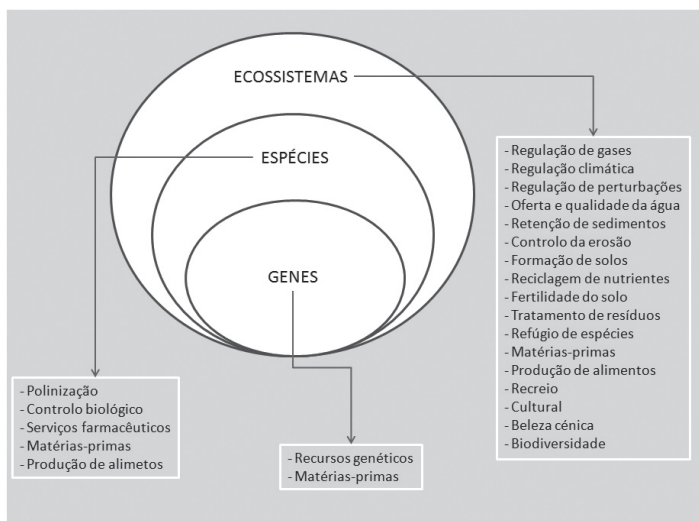 ECOSSISTEMAS
ESPÉCIES
GENES
- Regulação de gases
- Regulação climática
- Regulação de perturbações
- Oferta e qualidade da água
- Retenção de sedimentos
- Controlo da erosão
- Formação de solos
- Reciclagem de nutrientes
- Fertilidade do solo
- Tratamento de resíduos
- Refúgio de espécies
- Matérias-primas
- Produção de alimentos
- Recreio
- Cultural
- Beleza cénica
- Biodiversidade
- Polinização
- Controlo biológico
- Serviços farmacêuticos
- Matérias-primas
- Produção de alimetos
- Recursos genéticos
- Matérias-primas